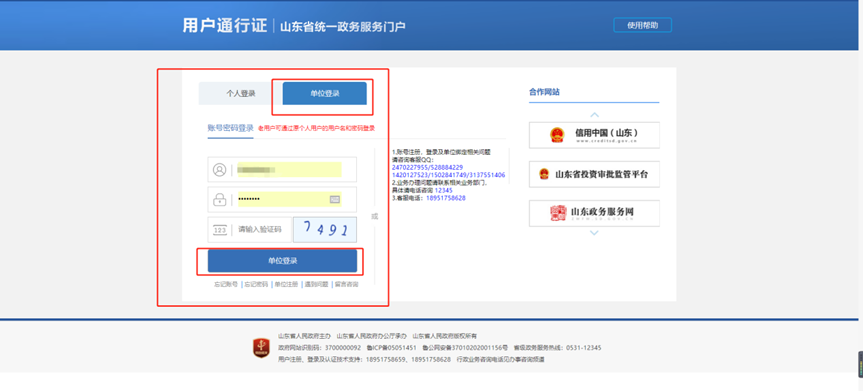 用户通行证 山东省统一政务服务门户
使用帮助
个人登录 单位登录
账号密码登录 老用户可通过原个人用户的用户名和密码登录
123 请输入验证码 7491
单位登录
忘记账号 忘记密码 单位注册 遇到问题 留言咨询
或
1.账号注册、登录及单位绑定相关问题
请咨询客服QQ:
2470227955/528884229
1420127523/1502841749/3137551406
2.业务办理问题请联系相关业务部门,
具体请电话咨询 12345
3.客服电话: 18951758628
合作网站
信用中国(山东)
www.creditsd.gov.cn
山东省投资审批监管平台
山东政务服务网
山东省人民政府主办 山东省人民政府办公厅承办 山东省人民政府版权所有
政府网站识别码: 3700000092 鲁ICP备05051451 鲁公网安备37010202001156号 省级政务服务热线: 0531-12345
用户注册、登录及认证技术支持: 18951758659、18951758628 行政业务咨询电话见办事咨询频道